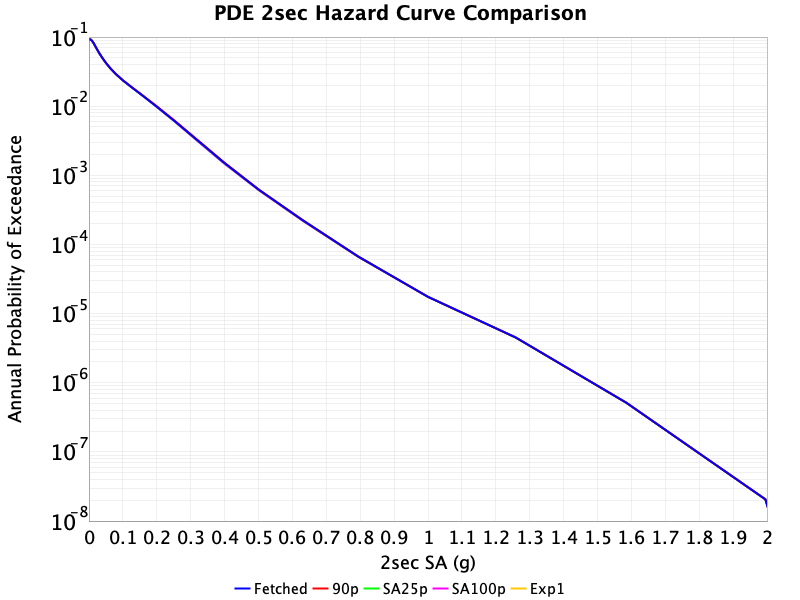 PDE 2sec Hazard Curve Comparison
Annual Probability of Exceedance
10⁻¹
10⁻²
10⁻³
10⁻⁴
10⁻⁵
10⁻⁶
10⁻⁷
10⁻⁸
0 0.1 0.2 0.3 0.4 0.5 0.6 0.7 0.8 0.9 1 1.1 1.2 1.3 1.4 1.5 1.6 1.7 1.8 1.9 2
2sec SA (g)
Fetched 90p SA25p SA100p Exp1